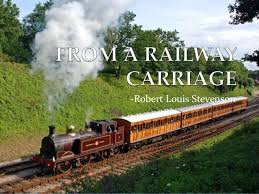 FROM A RAILWAY
CARRIAGE
-Robert Louis Stevenson